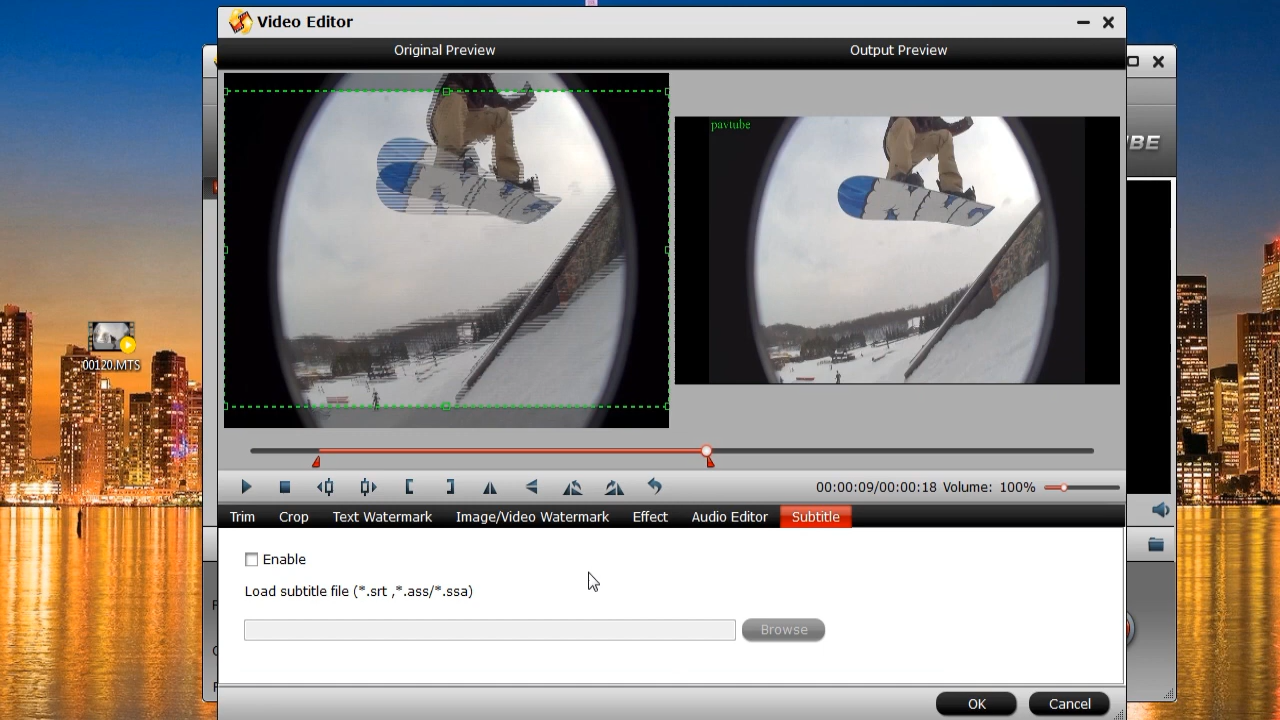 Video Editor
Original Preview
Output Preview
BE
pavtube
00120.MTS
00:00:09/00:00:18 Volume: 100%
Trim
Crop
Text Watermark
Image/Video Watermark
Effect
Audio Editor
Subtitle
Enable
Load subtitle file (*.srt ,*.ass/*.ssa)
Browse
OK
Cancel